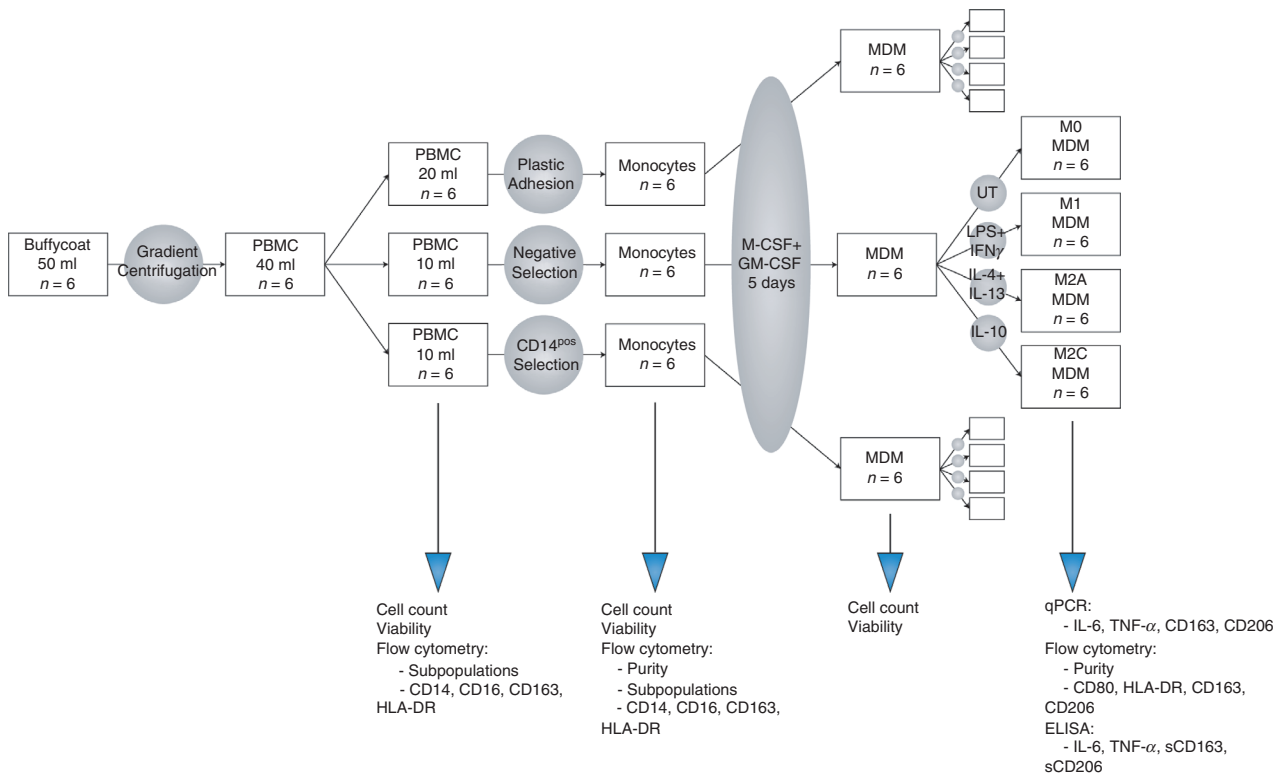 Buffycoat
50 ml
n = 6
Gradient
Centrifugation
PBMC
40 ml
n = 6
PBMC
20 ml
n = 6
PBMC
10 ml
n = 6
PBMC
10 ml
n = 6
Plastic
Adhesion
Negative
Selection
CD14pos
Selection
Monocytes
n = 6
Monocytes
n = 6
Monocytes
n = 6
M-CSF+
GM-CSF
5 days
MDM
n = 6
MDM
n = 6
MDM
n = 6
UT
LPS+
IFNγ
IL-4+
IL-13
IL-10
M0
MDM
n = 6
M1
MDM
n = 6
M2A
MDM
n = 6
M2C
MDM
n = 6
Cell count
Viability
Flow cytometry:
- Subpopulations
- CD14, CD16, CD163,
HLA-DR
Cell count
Viability
Flow cytometry:
- Purity
- Subpopulations
- CD14, CD16, CD163,
HLA-DR
Cell count
Viability
qPCR:
- IL-6, TNF-α, CD163, CD206
Flow cytometry:
- Purity
- CD80, HLA-DR, CD163,
CD206
ELISA:
- IL-6, TNF-α, sCD163,
sCD206